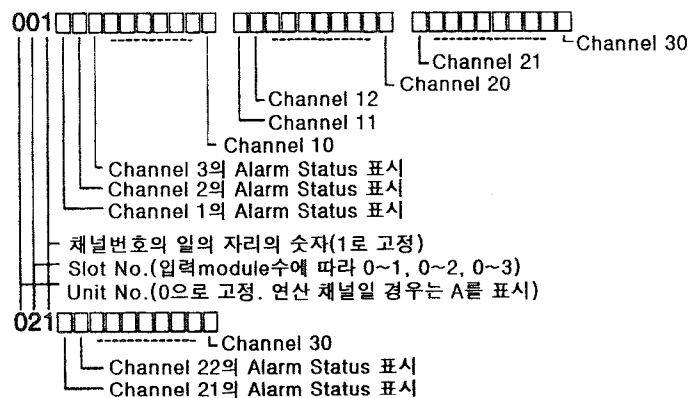 001□□□□□□□□□□ □□□□□□□□□□ □□□□□□□□□□
Channel 30
Channel 21
Channel 20
Channel 12
Channel 11
Channel 10
Channel 3의 Alarm Status 표시
Channel 2의 Alarm Status 표시
Channel 1의 Alarm Status 표시
채널번호의 일의 자리의 숫자(1로 고정)
Slot No.(입력module수에 따라 0~1, 0~2, 0~3)
Unit No.(0으로 고정. 연산 채널일 경우는 A를 표시)
021□□□□□□□□□□
Channel 30
Channel 22의 Alarm Status 표시
Channel 21의 Alarm Status 표시